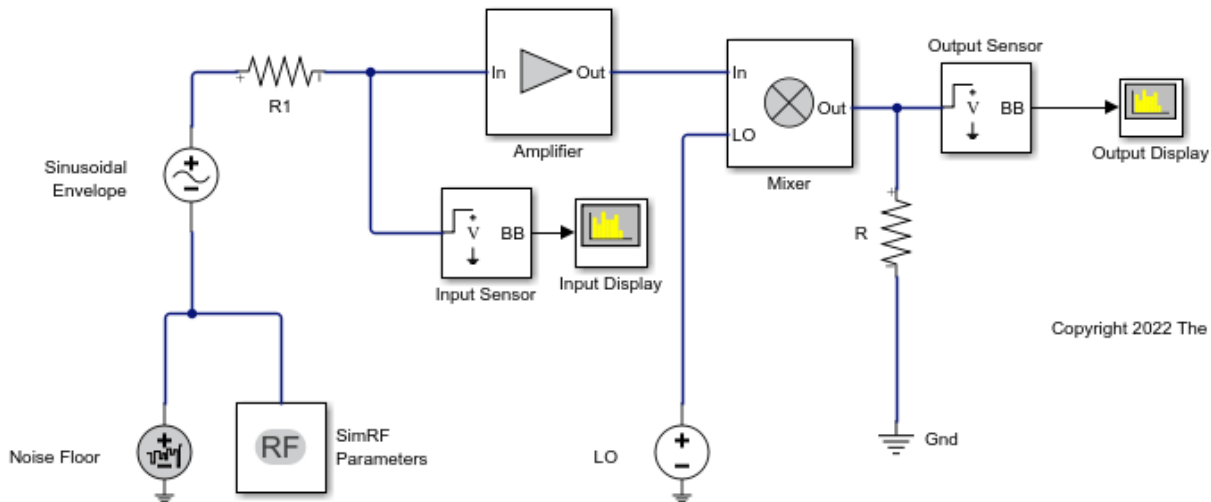 Output Sensor
In
Out
In
Out
LO
V
BB
R1
Amplifier
Mixer
Output Display
Sinusoidal
Envelope
V
BB
Input Sensor
Input Display
R
Copyright 2022 The
Noise Floor
RF
SimRF
Parameters
LO
Gnd